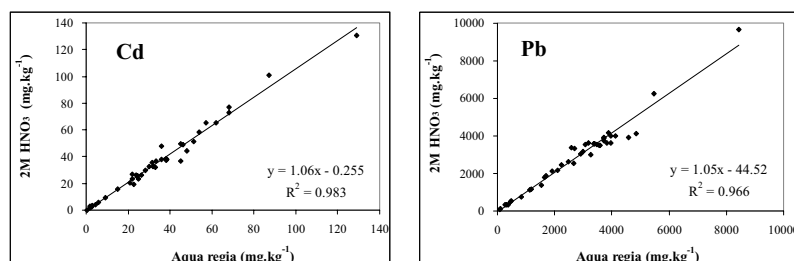 Cd
2M HNO3 (mg.kg-1)
140
120
100
80
60
40
20
0
0 20 40 60 80 100 120 140
y = 1.06x - 0.255
R2 = 0.983
Aqua regia (mg.kg-1)
Pb
2M HNO3 (mg.kg-1)
10000
8000
6000
4000
2000
0
0 2000 4000 6000 8000 10000
y = 1.05x - 44.52
R2 = 0.966
Aqua regia (mg.kg-1)